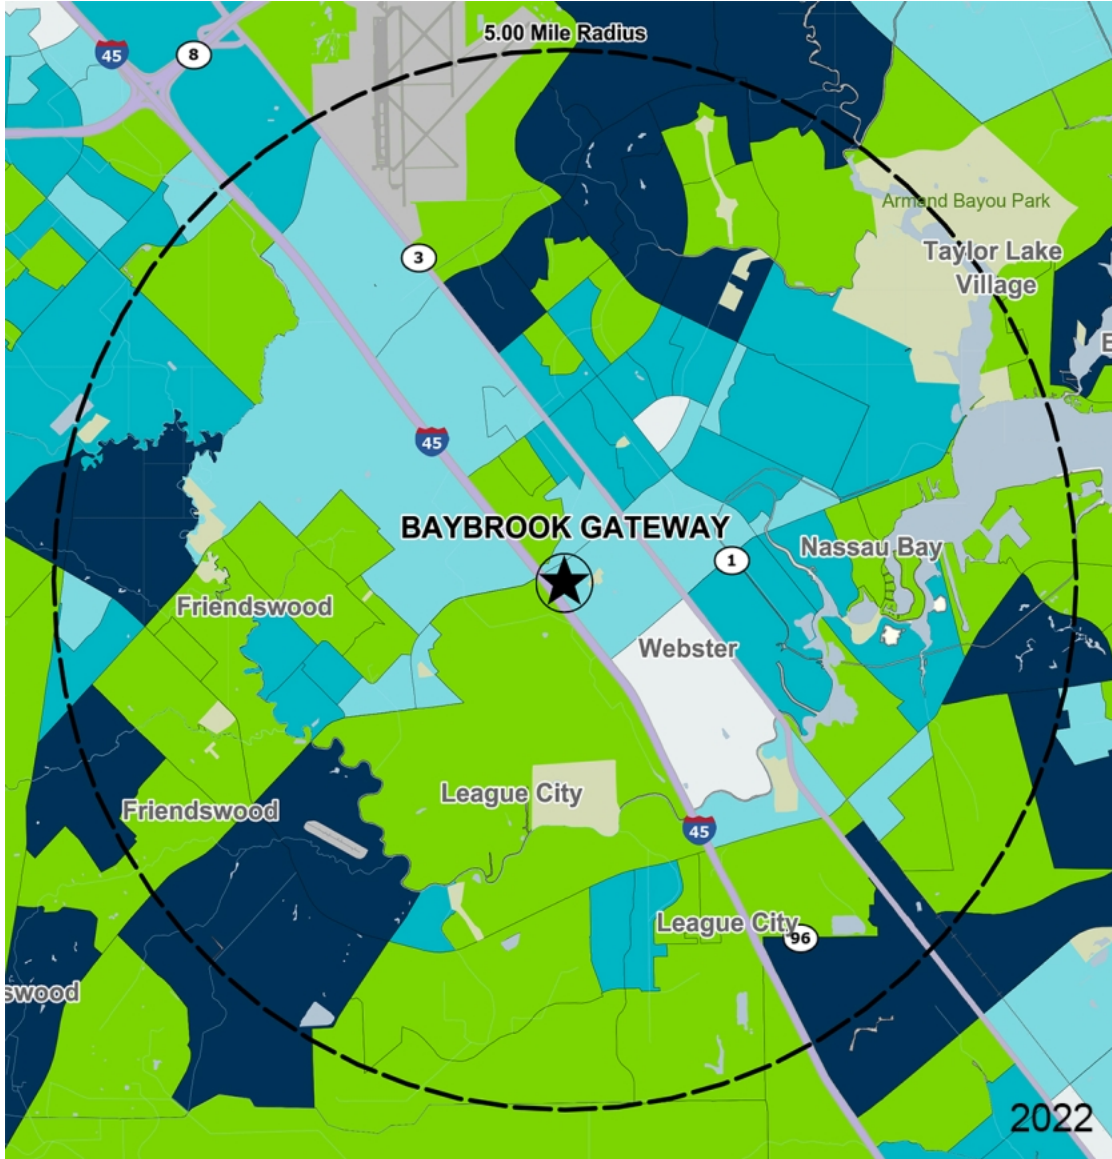 5.00 Mile Radius
45
8
Armand Bayou Park
3
Taylor Lake
Village
E
45
BAYBROOK GATEWAY
1
Nassau Bay
Friendswood
Webster
League City
Friendswood
45
League City
96
swood
2022